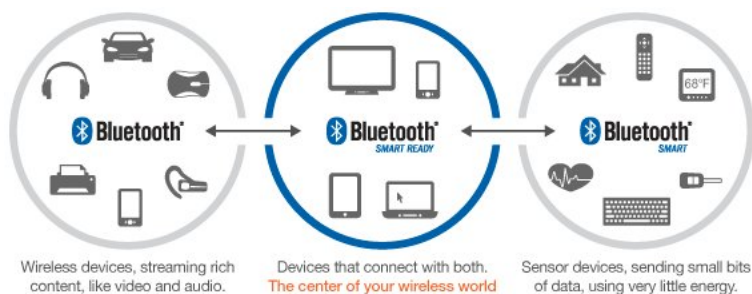 68°F
Bluetooth®
Bluetooth®
SMART READY
Bluetooth®
SMART
Wireless devices, streaming rich
content, like video and audio.
Devices that connect with both.
The center of your wireless world
Sensor devices, sending small bits
of data, using very little energy.